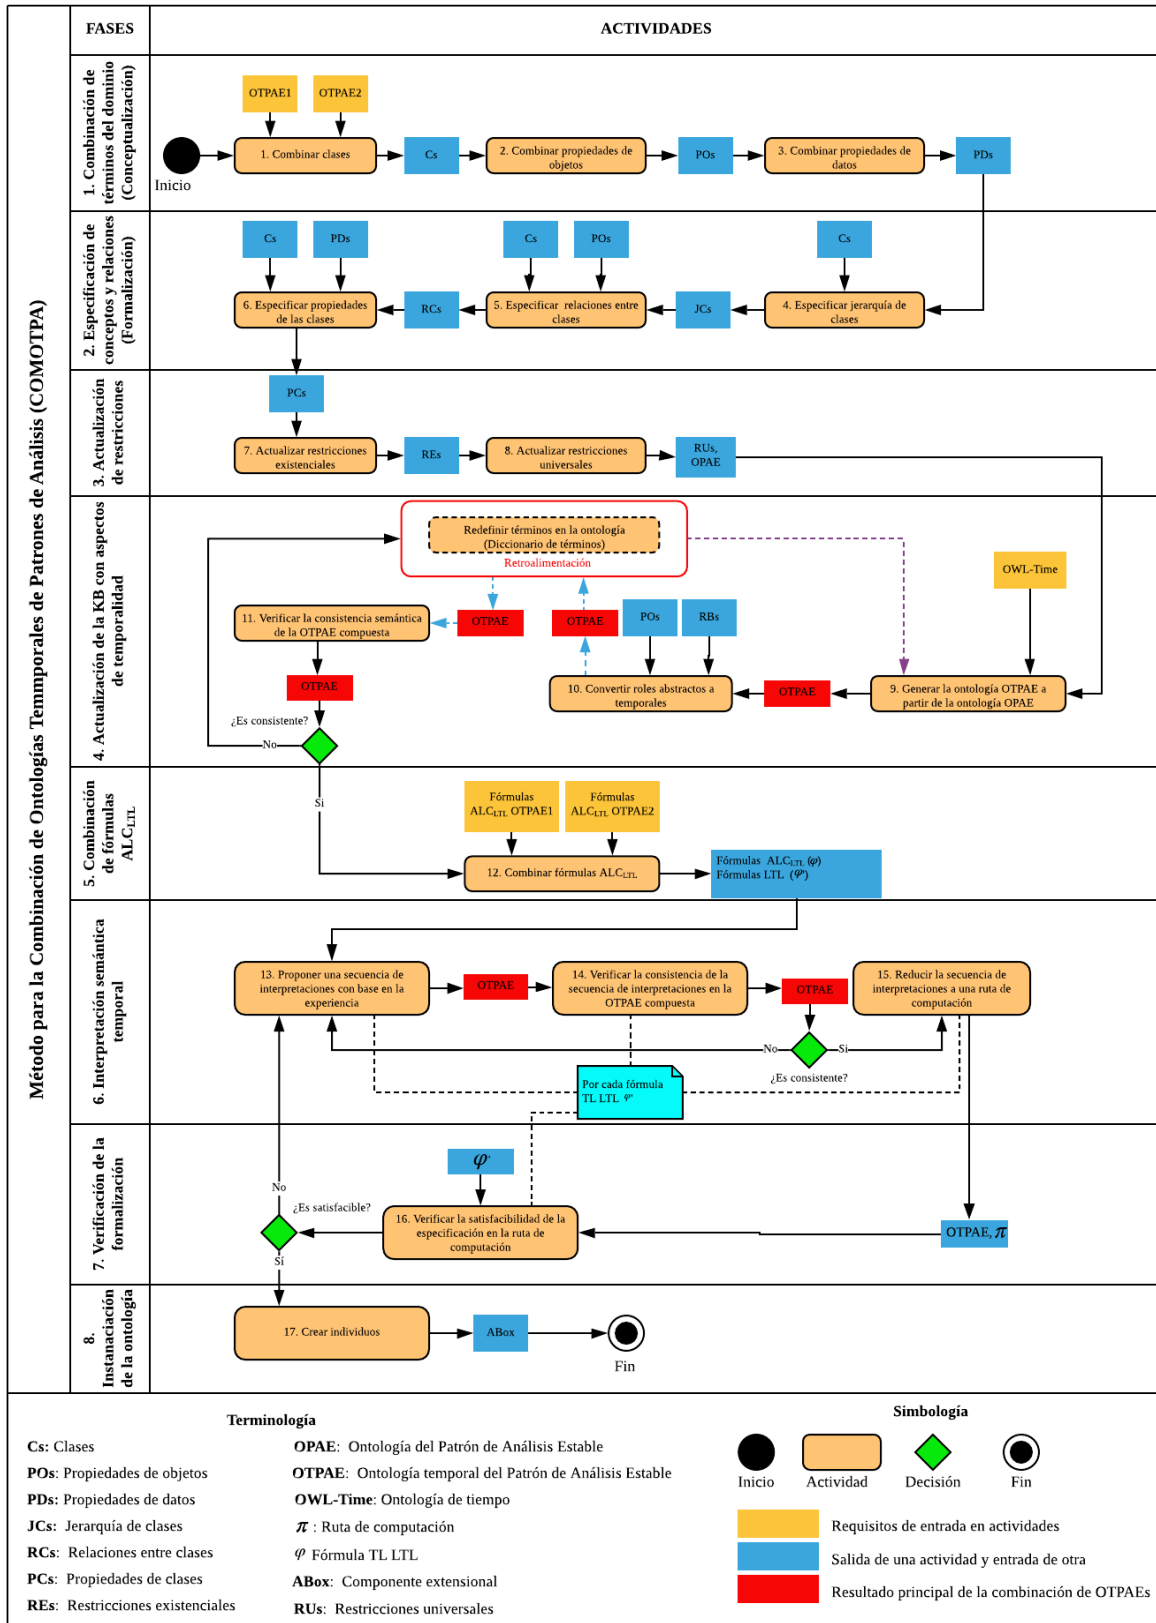 Método para la Combinación de Ontologías Temmporales de Patrones de Análisis (COMOTPA)
FASES
ACTIVIDADES
1. Combinación de
términos del dominio
(Conceptualización)
OTPAE1
OTPAE2
Inicio
1. Combinar clases
Cs
2. Combinar propiedades de
objetos
POs
3. Combinar propiedades de
datos
PDs
2. Especificación de
conceptos y relaciones
(Formalización)
Cs
PDs
Cs
POs
Cs
6. Especificar propiedades
de las clases
RCs
5. Especificar relaciones entre
clases
JCs
4. Especificar jerarquía de
clases
3. Actualización
de restricciones
PCs
7. Actualizar restricciones
existenciales
REs
8. Actualizar restricciones
universales
RUs,
OPAE
4. Actualización de la KB con aspectos
de temporalidad
Redefinir términos en la ontología
(Diccionario de términos)
Retroalimentación
OWL-Time
11. Verificar la consistencia semántica
de la OTPAE compuesta
OTPAE
OTPAE
POs
RBs
OTPAE
10. Convertir roles abstractos a
temporales
OTPAE
9. Generar la ontología OTPAE a
partir de la ontología OPAE
¿Es consistente?
No
Si
5. Combinación
de fórmulas
ALC_LTL
Fórmulas
ALC_LTL OTPAE1
Fórmulas
ALC_LTL OTPAE2
12. Combinar fórmulas ALC_LTL
Fórmulas ALC_LTL (φ)
Fórmulas LTL (φ')
6. Interpretación semántica
temporal
13. Proponer una secuencia de
interpretaciones con base en la
experiencia
OTPAE
14. Verificar la consistencia de la
secuencia de interpretaciones en la
OTPAE compuesta
OTPAE
15. Reducir la secuencia de
interpretaciones a una ruta de
computación
No
Si
¿Es consistente?
Por cada fórmula
TL LTL φ'
7. Verificación de la
formalización
φ'
No
¿Es satisfacible?
16. Verificar la satisfacibilidad de la
especificación en la ruta de
computación
OTPAE, π
Sí
8.
Instanaciación
de la ontología
17. Crear individuos
ABox
Fin
Terminología
Cs: Clases
POs: Propiedades de objetos
PDs: Propiedades de datos
JCs: Jerarquía de clases
RCs: Relaciones entre clases
PCs: Propiedades de clases
REs: Restricciones existenciales
OPAE: Ontología del Patrón de Análisis Estable
OTPAE: Ontología temporal del Patrón de Análisis Estable
OWL-Time: Ontología de tiempo
π : Ruta de computación
φ Fórmula TL LTL
ABox: Componente extensional
RUs: Restricciones universales
Simbología
Inicio
Actividad
Decisión
Fin
Requisitos de entrada en actividades
Salida de una actividad y entrada de otra
Resultado principal de la combinación de OTPAEs